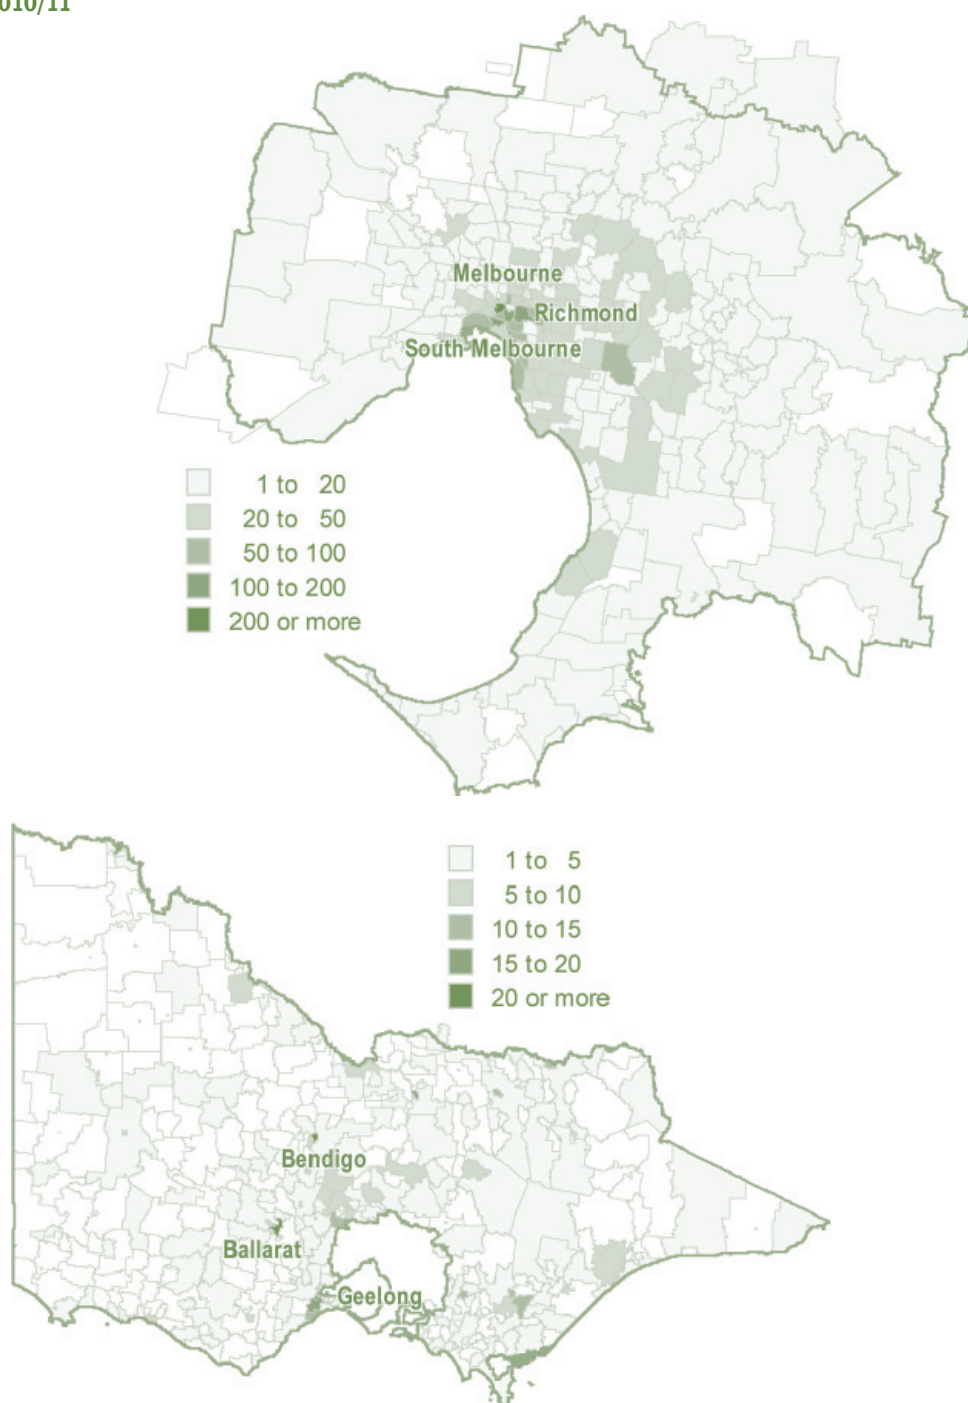 010/11
Melbourne
Richmond
South Melbourne
1 to 20
20 to 50
50 to 100
100 to 200
200 or more
1 to 5
5 to 10
10 to 15
15 to 20
20 or more
Bendigo
Ballarat
Geelong